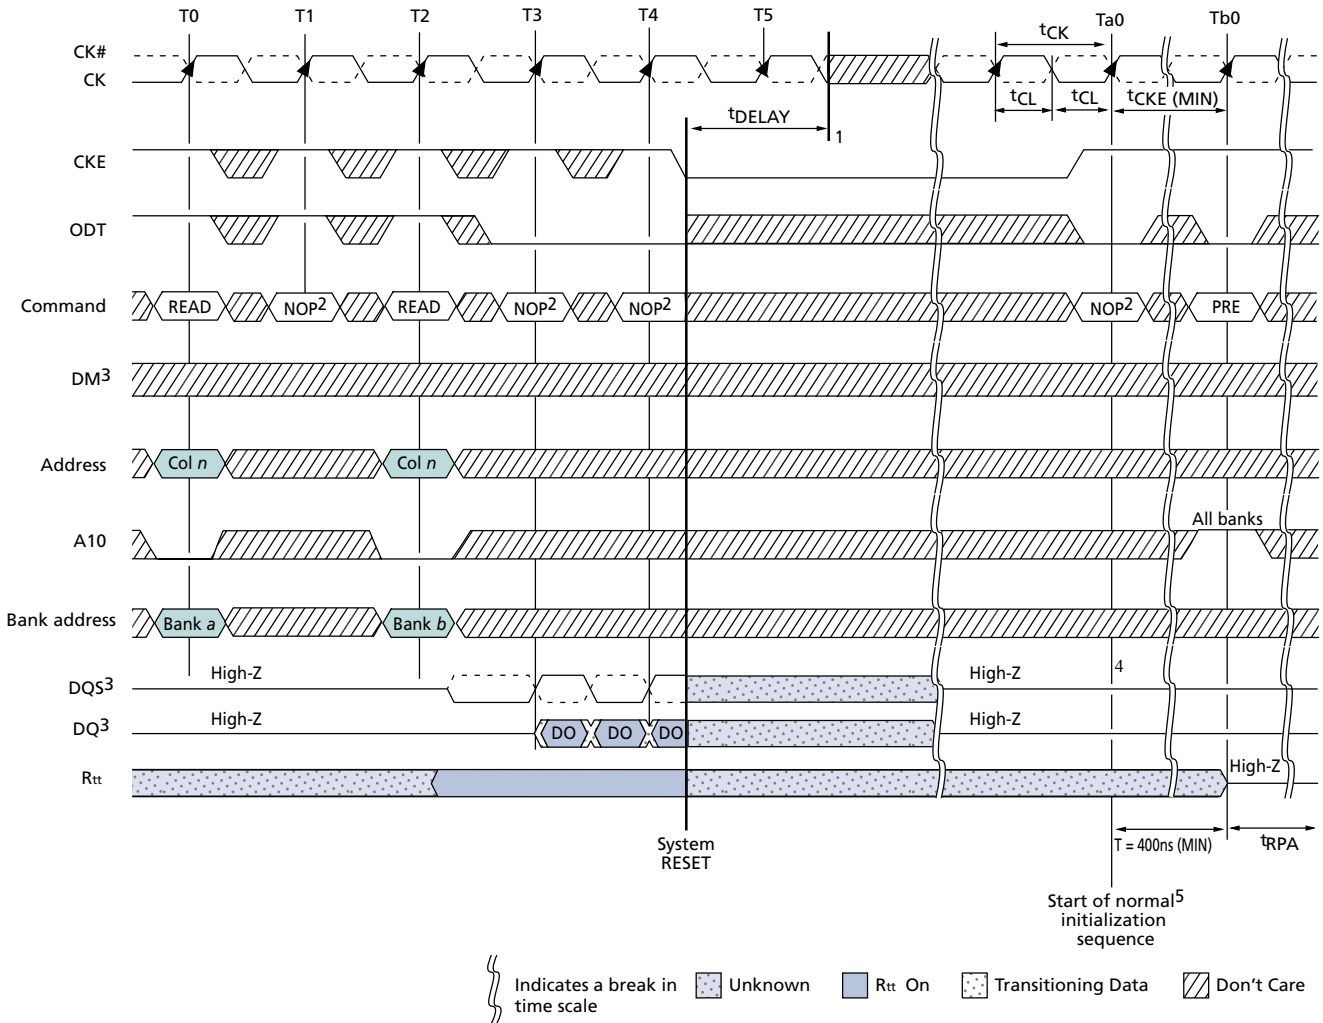 T0 T1 T2 T3 T4 T5 Ta0 Tb0
CK#
CK
tCK
tCL tCL tCKE (MIN)
tDELAY
1
CKE
ODT
Command READ NOP2 READ NOP2 NOP2 NOP2 PRE
DM3
Address Col n Col n
A10 All banks
Bank address Bank a Bank b
DQS3 High-Z High-Z 4
DQ3 High-Z DO DO DO High-Z
Rtt High-Z
System
RESET
T = 400ns (MIN) tRPA
Start of normal5
initialization
sequence
Indicates a break in
time scale
Unknown
Rtt On
Transitioning Data
Don't Care